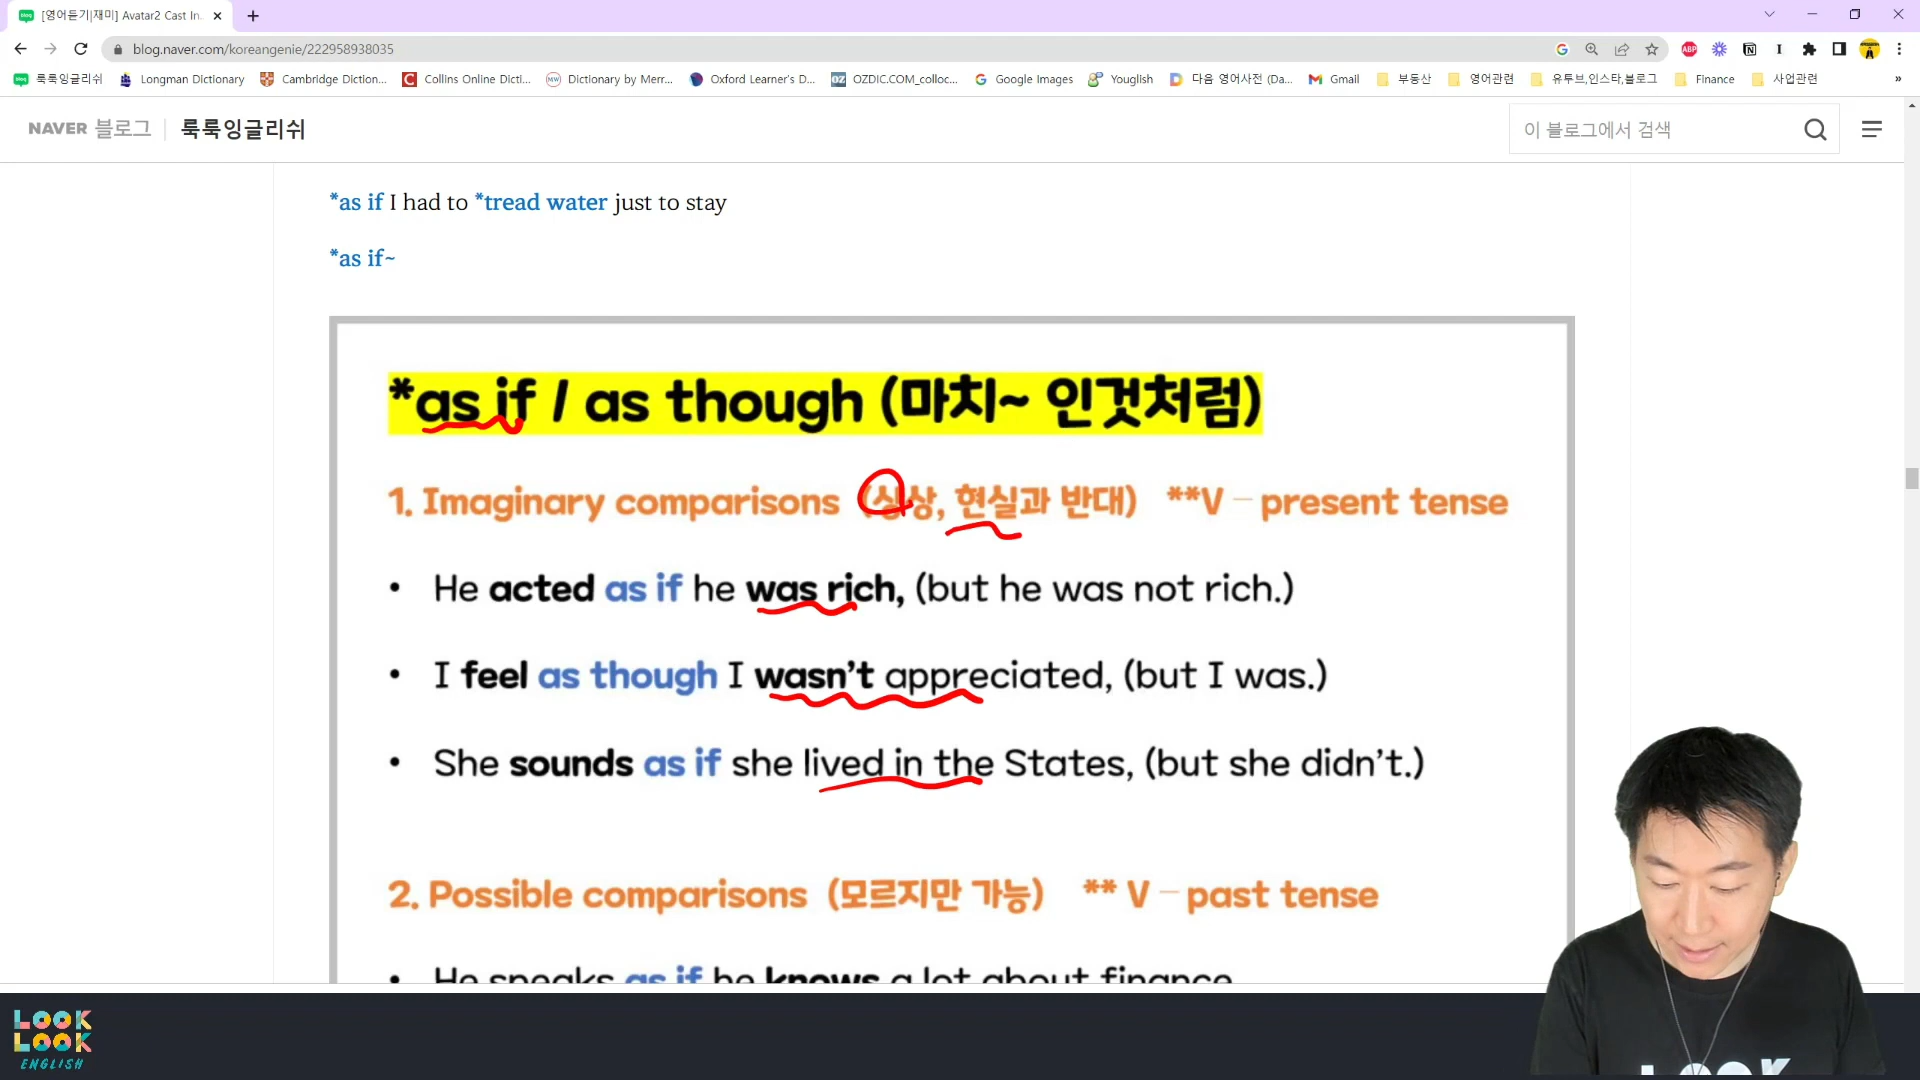 [영어듣기|재미] Avatar2 Cast In
blog.naver.com/koreangenie/222958938035
룩룩잉글리쉬
Longman Dictionary
Cambridge Diction...
Collins Online Dicti...
Dictionary by Merr...
Oxford Learner's D...
OZDIC.COM_colloc...
Google Images
Youglish
다음 영어사전 (Da...
Gmail
부동산
영어관련
유투브,인스타,블로그
Finance
사업관련
NAVER 블로그
룩룩잉글리쉬
이 블로그에서 검색
*as if I had to *tread water just to stay
*as if~
*as if / as though (마치~ 인것처럼)
1. Imaginary comparisons (상상, 현실과 반대) **V – present tense
• He acted as if he was rich, (but he was not rich.)
• I feel as though I wasn't appreciated, (but I was.)
• She sounds as if she lived in the States, (but she didn't.)
2. Possible comparisons (모르지만 가능) ** V – past tense
• He speaks as if he knows a lot about finance
LOOK
LOOK
ENGLISH